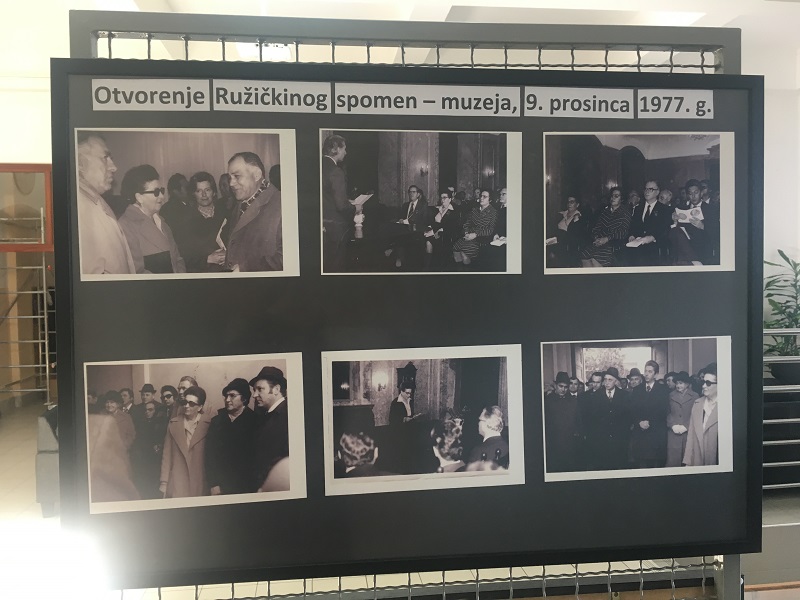 Otvorenje Ružičkinog spomen – muzeja, 9. prosinca 1977. g.